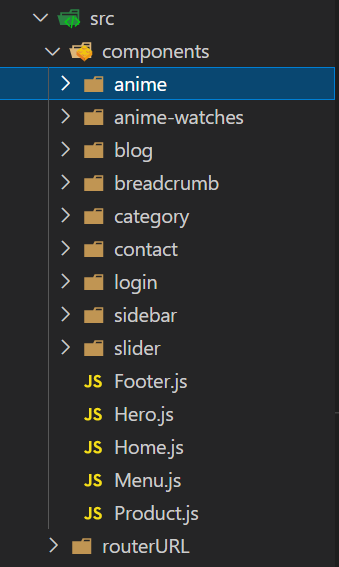 src
components
anime
anime-watches
blog
breadcrumb
category
contact
login
sidebar
slider
JS Footer.js
JS Hero.js
JS Home.js
JS Menu.js
JS Product.js
routerURL